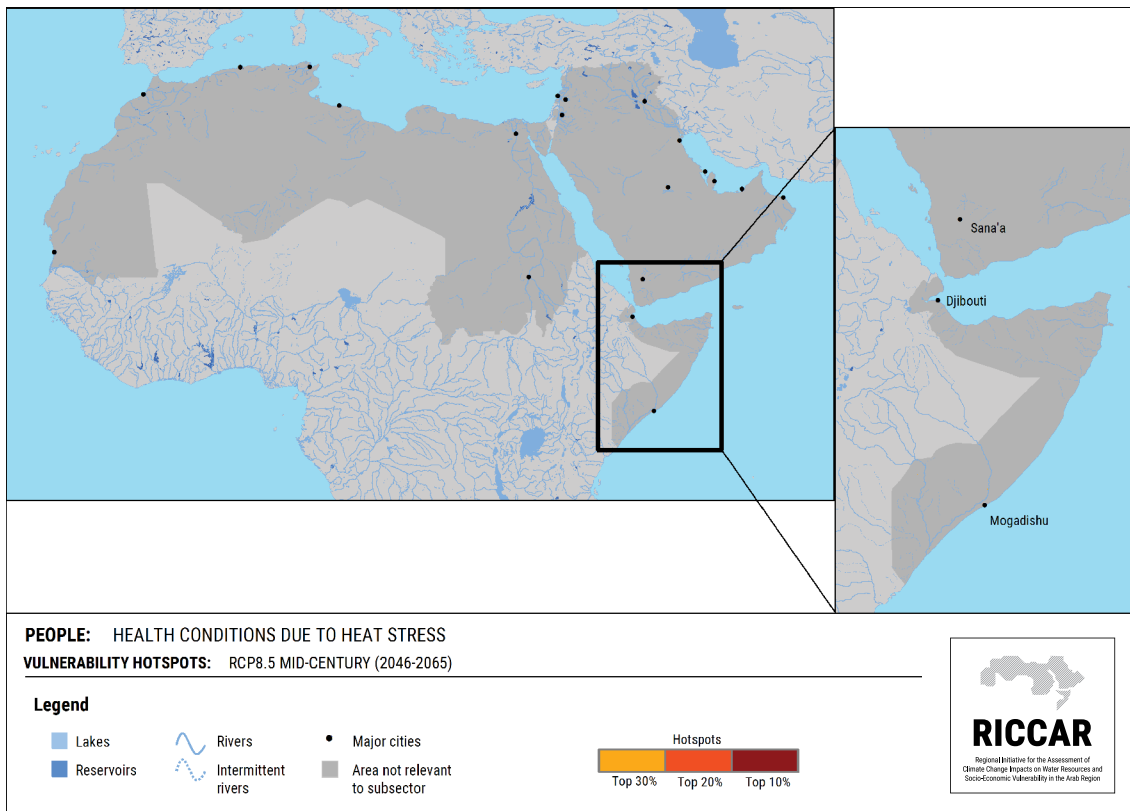 Sana'a
Djibouti
Mogadishu
PEOPLE: HEALTH CONDITIONS DUE TO HEAT STRESS
VULNERABILITY HOTSPOTS: RCP8.5 MID-CENTURY (2046-2065)
Legend
Lakes
Reservoirs
Rivers
Intermittent
rivers
Major cities
Area not relevant
to subsector
Hotspots
Top 30% Top 20% Top 10%
RICCAR
Regional Initiative for the Assessment of
Climate Change Impacts on Water Resources and
Socio-Economic Vulnerability in the Arab Region